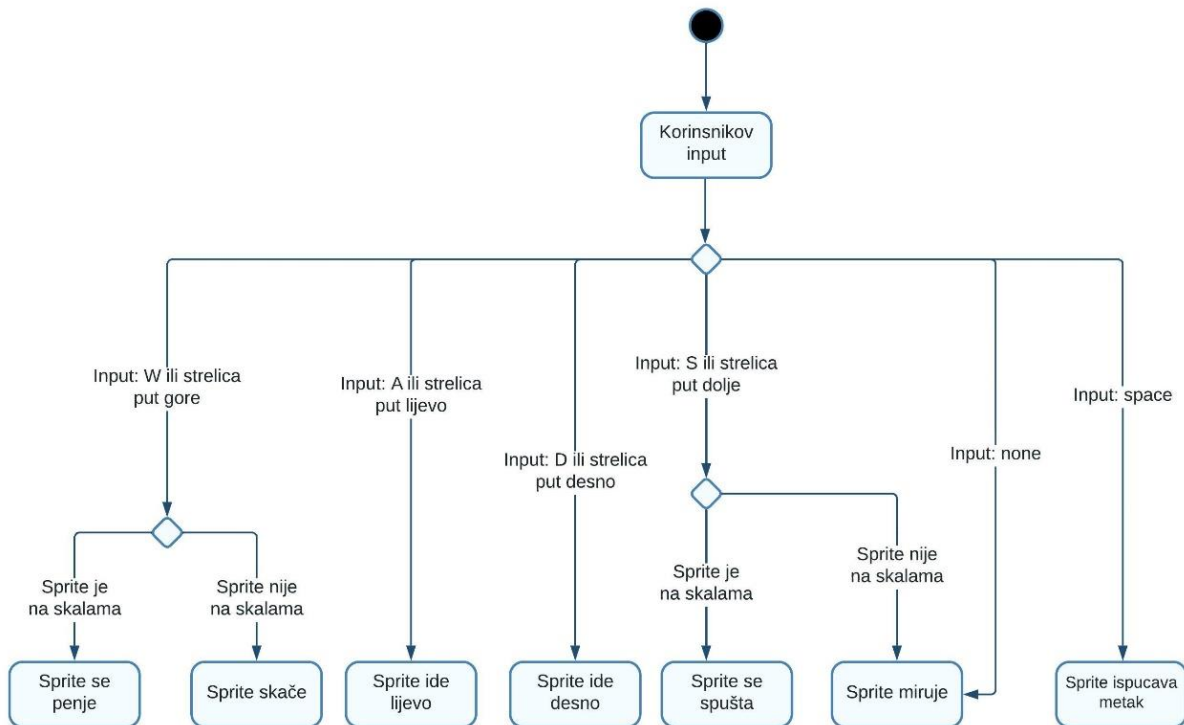 Korinsnikov
input
Input: W ili strelica
put gore
Input: A ili strelica
put lijevo
Input: D ili strelica
put desno
Input: S ili strelica
put dolje
Input: none
Input: space
Sprite je
na skalama
Sprite nije
na skalama
Sprite je
na skalama
Sprite nije
na skalama
Sprite se
penje
Sprite skače
Sprite ide
lijevo
Sprite ide
desno
Sprite se
spušta
Sprite miruje
Sprite ispucava
metak